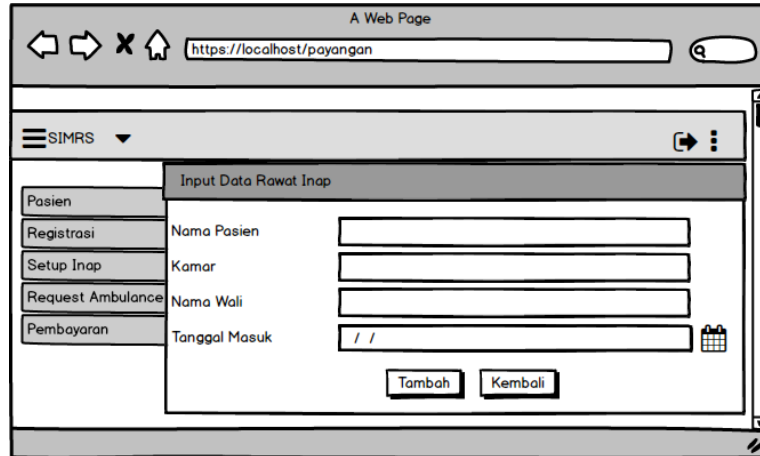 A Web Page
https://localhost/payangan
SIMRS
Input Data Rawat Inap
Pasien
Registrasi
Setup Inap
Request Ambulance
Pembayaran
Nama Pasien
Kamar
Nama Wali
Tanggal Masuk
/ /
Tambah
Kembali